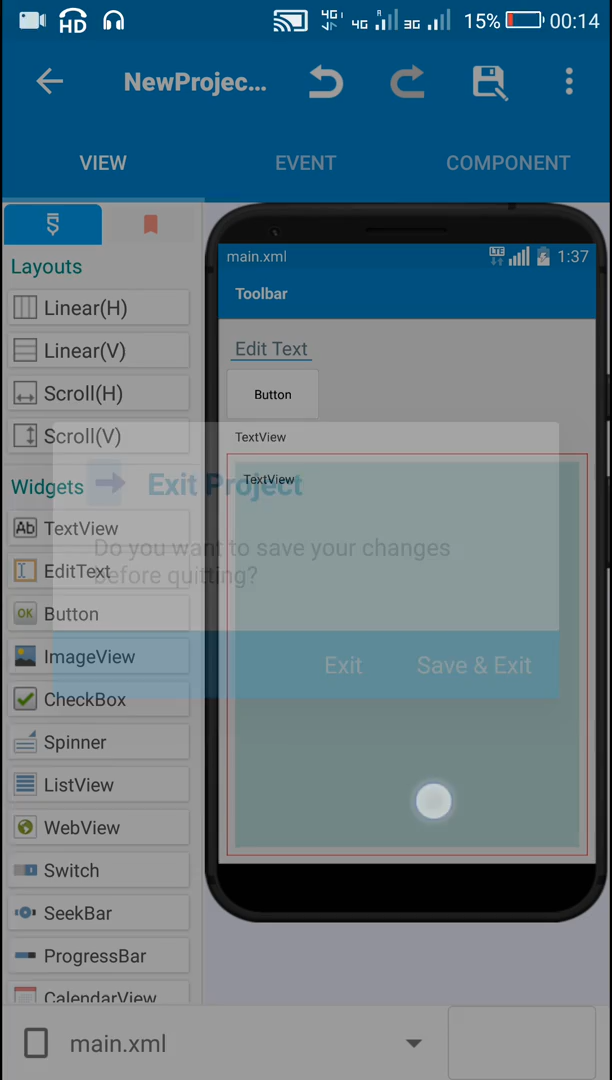 HD 4G 4G R 3G 15% 00:14
NewProjec...
VIEW EVENT COMPONENT
Layouts
Linear(H)
Linear(V)
Scroll(H)
Scroll(V)
Widgets
Ab TextView
EditText
OK Button
ImageView
CheckBox
Spinner
ListView
WebView
Switch
SeekBar
ProgressBar
CalendarView
main.xml LTE 1:37
Toolbar
Edit Text
Button
TextView
TextView
Exit Project
Do you want to save your changes
before quitting?
Exit Save & Exit
main.xml